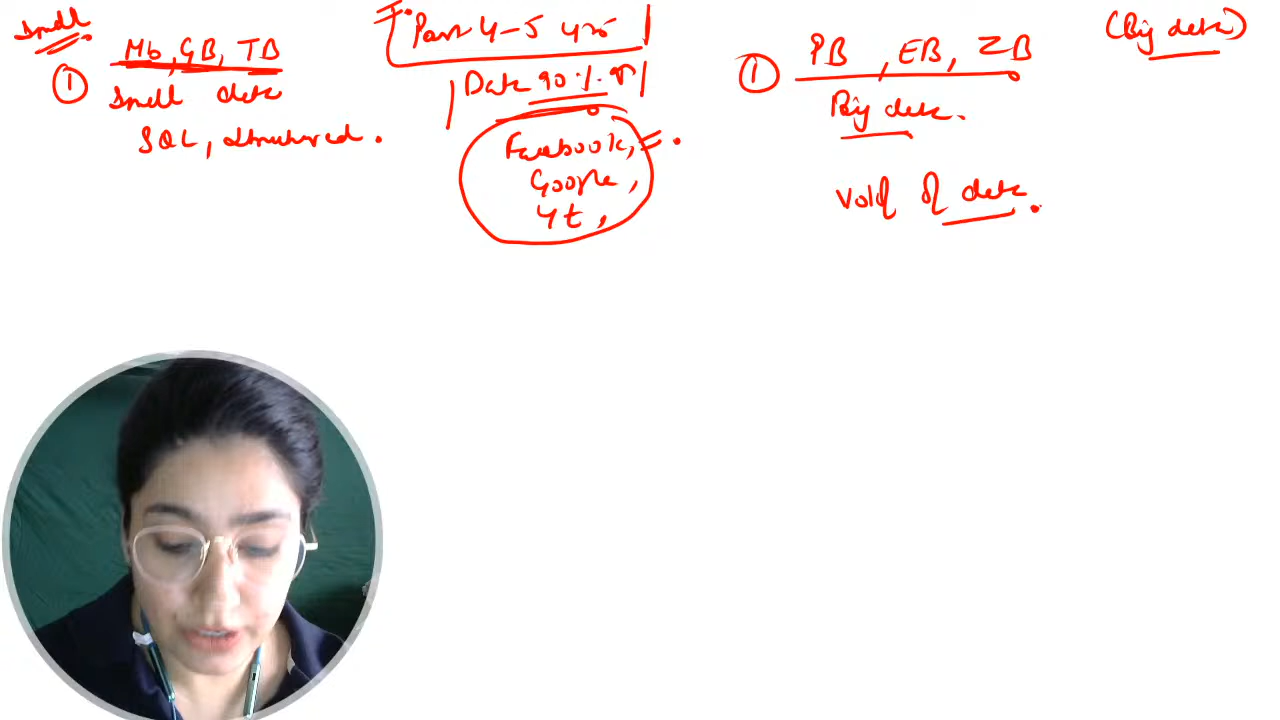 Small
Mb, GB, TB
① Small data
SQL, structured.
Past 4-5 yrs
Data 90%
Facebook,
Google,
Yt,
① PB, EB, ZB
Big data.
of data.
(Big data)